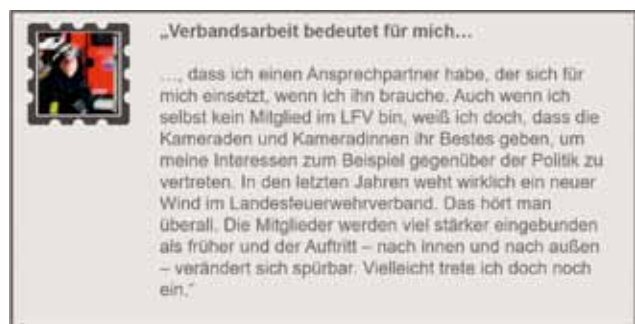 „Verbandsarbeit bedeutet für mich…
…, dass ich einen Ansprechpartner habe, der sich für
mich einsetzt, wenn ich ihn brauche. Auch wenn ich
selbst kein Mitglied im LFV bin, weiß ich doch, dass die
Kameraden und Kameradinnen ihr Bestes geben, um
meine Interessen zum Beispiel gegenüber der Politik zu
vertreten. In den letzten Jahren weht wirklich ein neuer
Wind im Landesfeuerwehrverband. Das hört man
überall. Die Mitglieder werden viel stärker eingebunden
als früher und der Auftritt – nach innen und nach außen
– verändert sich spürbar. Vielleicht trete ich doch noch
ein.“